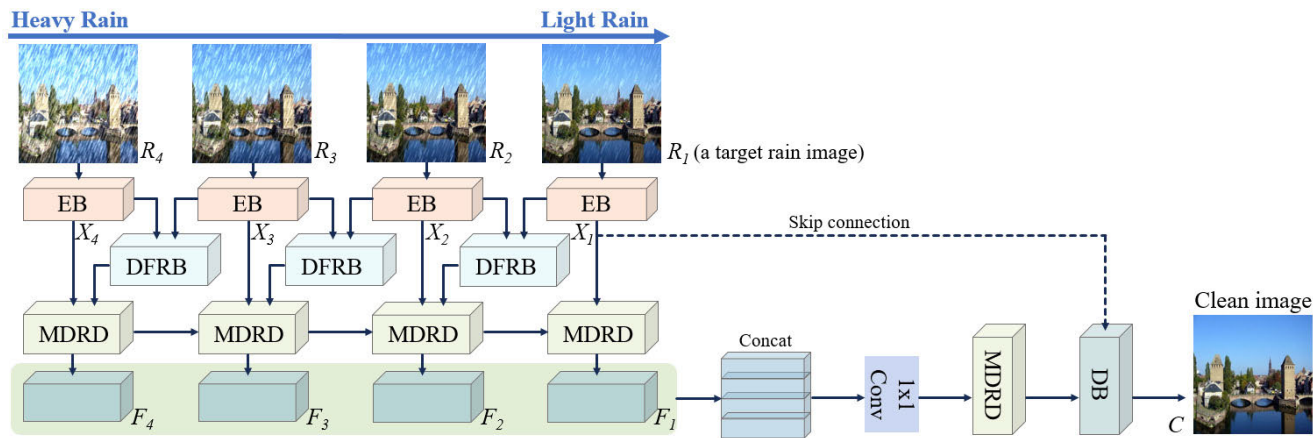 Heavy Rain
Light Rain
R4
R3
R2
R1 (a target rain image)
EB
EB
EB
EB
X4
X3
X2
X1
Skip connection
DFRB
DFRB
DFRB
MDRD
MDRD
MDRD
MDRD
Clean image
Concat
1x1
Conv
MDRD
DB
F4
F3
F2
F1
C